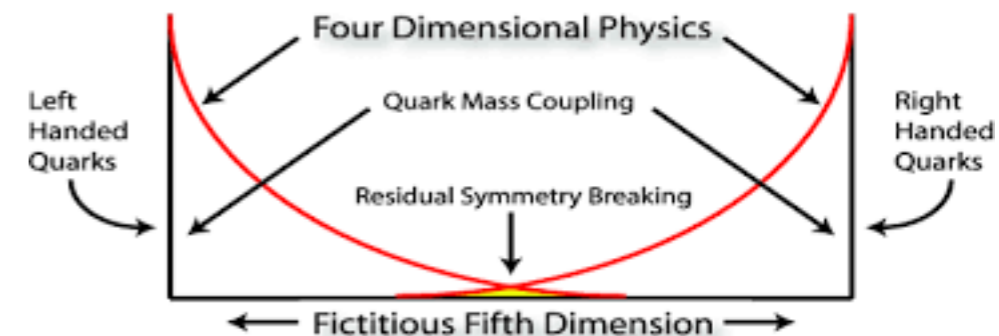 Four Dimensional Physics
Left
Handed
Quarks
Quark Mass Coupling
Right
Handed
Quarks
Residual Symmetry Breaking
Fictitious Fifth Dimension